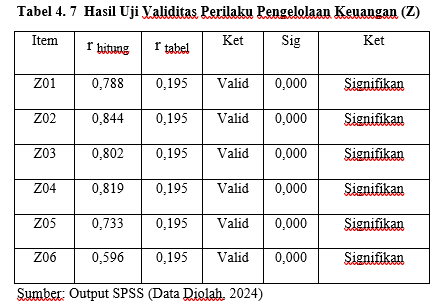 Tabel 4. 7  Hasil Uji Validitas Perilaku Pengelolaan Keuangan (Z)
Item r hitung r tabel Ket Sig Ket
Z01 0,788 0,195 Valid 0,000 Signifikan
Z02 0,844 0,195 Valid 0,000 Signifikan
Z03 0,802 0,195 Valid 0,000 Signifikan
Z04 0,819 0,195 Valid 0,000 Signifikan
Z05 0,733 0,195 Valid 0,000 Signifikan
Z06 0,596 0,195 Valid 0,000 Signifikan
Sumber: Output SPSS (Data Diolah, 2024)